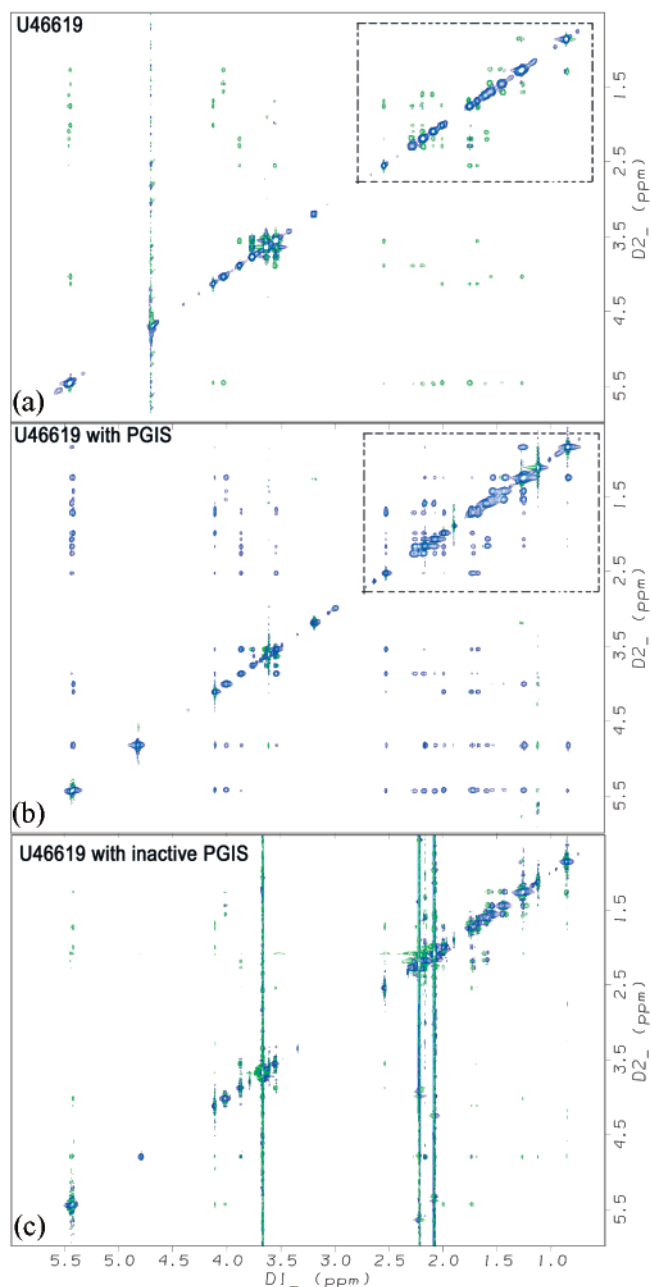 U46619
1.5
2.5
3.5
4.5
5.5
D2_ (ppm)
(a)
U46619 with PGIS
1.5
2.5
3.5
4.5
5.5
D2_ (ppm)
(b)
U46619 with inactive PGIS
1.5
2.5
3.5
4.5
5.5
D2_ (ppm)
(c)
5.5 5.0 4.5 4.0 3.5 3.0 2.5 2.0 1.5 1.0
D1_ (ppm)